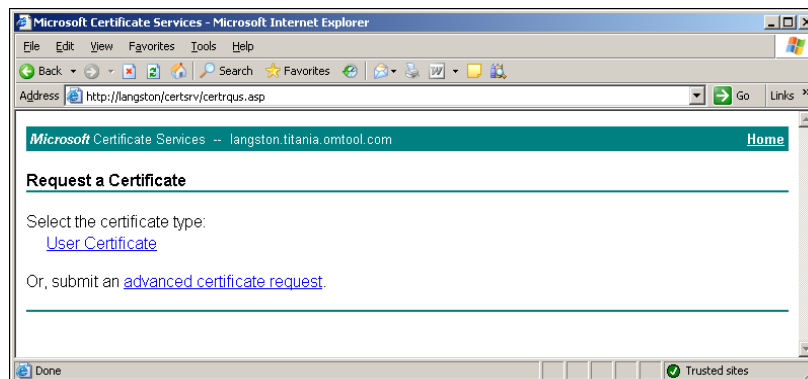 Microsoft Certificate Services - Microsoft Internet Explorer
File Edit View Favorites Tools Help
Back Search Favorites
Address http://langston/certsrv/certrqus.asp Go Links »
Microsoft Certificate Services -- langston.titania.omtool.com Home
Request a Certificate
Select the certificate type:
User Certificate
Or, submit an advanced certificate request.
Done Trusted sites